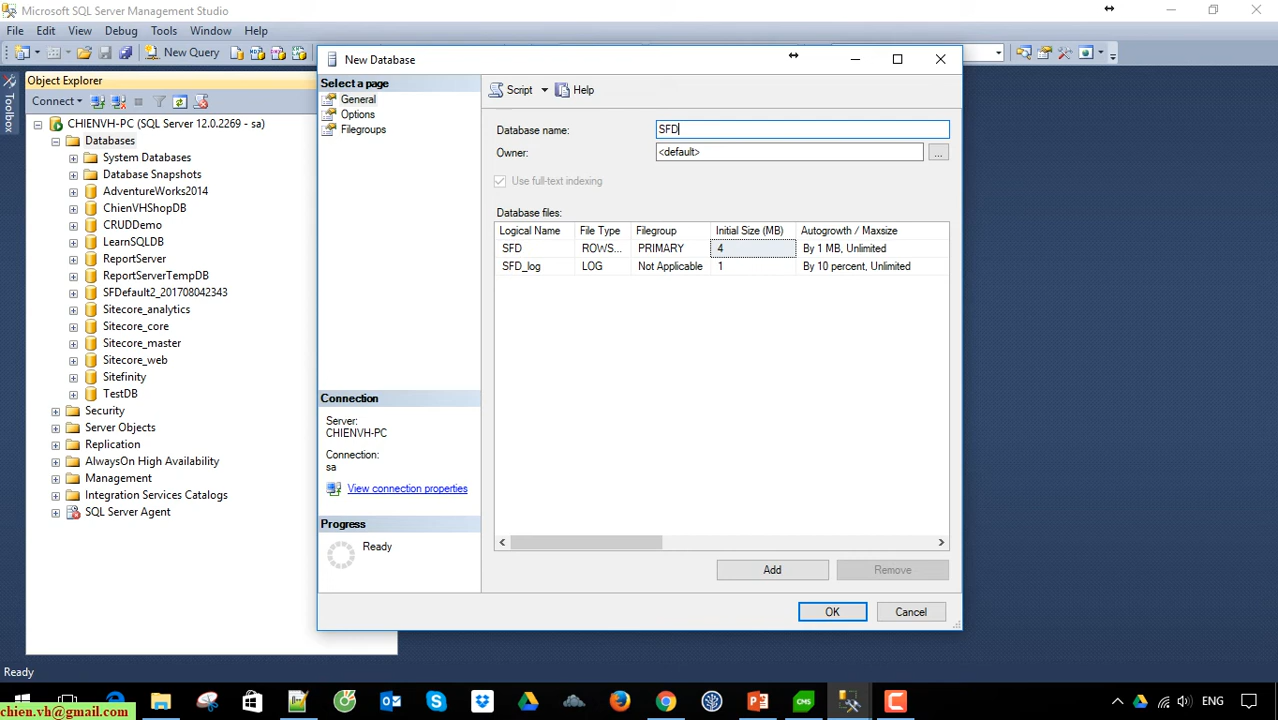 Microsoft SQL Server Management Studio
File Edit View Debug Tools Window Help
New Query
Object Explorer
Connect
Toolbox
CHIENVH-PC (SQL Server 12.0.2269 - sa)
Databases
System Databases
Database Snapshots
AdventureWorks2014
ChienVHShopDB
CRUDDemo
LearnSQLDB
ReportServer
ReportServerTempDB
SFDefault2_201708042343
Sitecore_analytics
Sitecore_core
Sitecore_master
Sitecore_web
Sitefinity
TestDB
Security
Server Objects
Replication
AlwaysOn High Availability
Management
Integration Services Catalogs
SQL Server Agent
New Database
Select a page
General
Options
Filegroups
Connection
Server:
CHIENVH-PC
Connection:
sa
View connection properties
Progress
Ready
Script Help
Database name: SFD
Owner: <default> ...
Use full-text indexing
Database files:
Logical Name File Type Filegroup Initial Size (MB) Autogrowth / Maxsize
SFD ROWS... PRIMARY 4 By 1 MB, Unlimited
SFD_log LOG Not Applicable 1 By 10 percent, Unlimited
Add Remove
OK Cancel
Ready
CMS
ENG
chien.vh@gmail.com